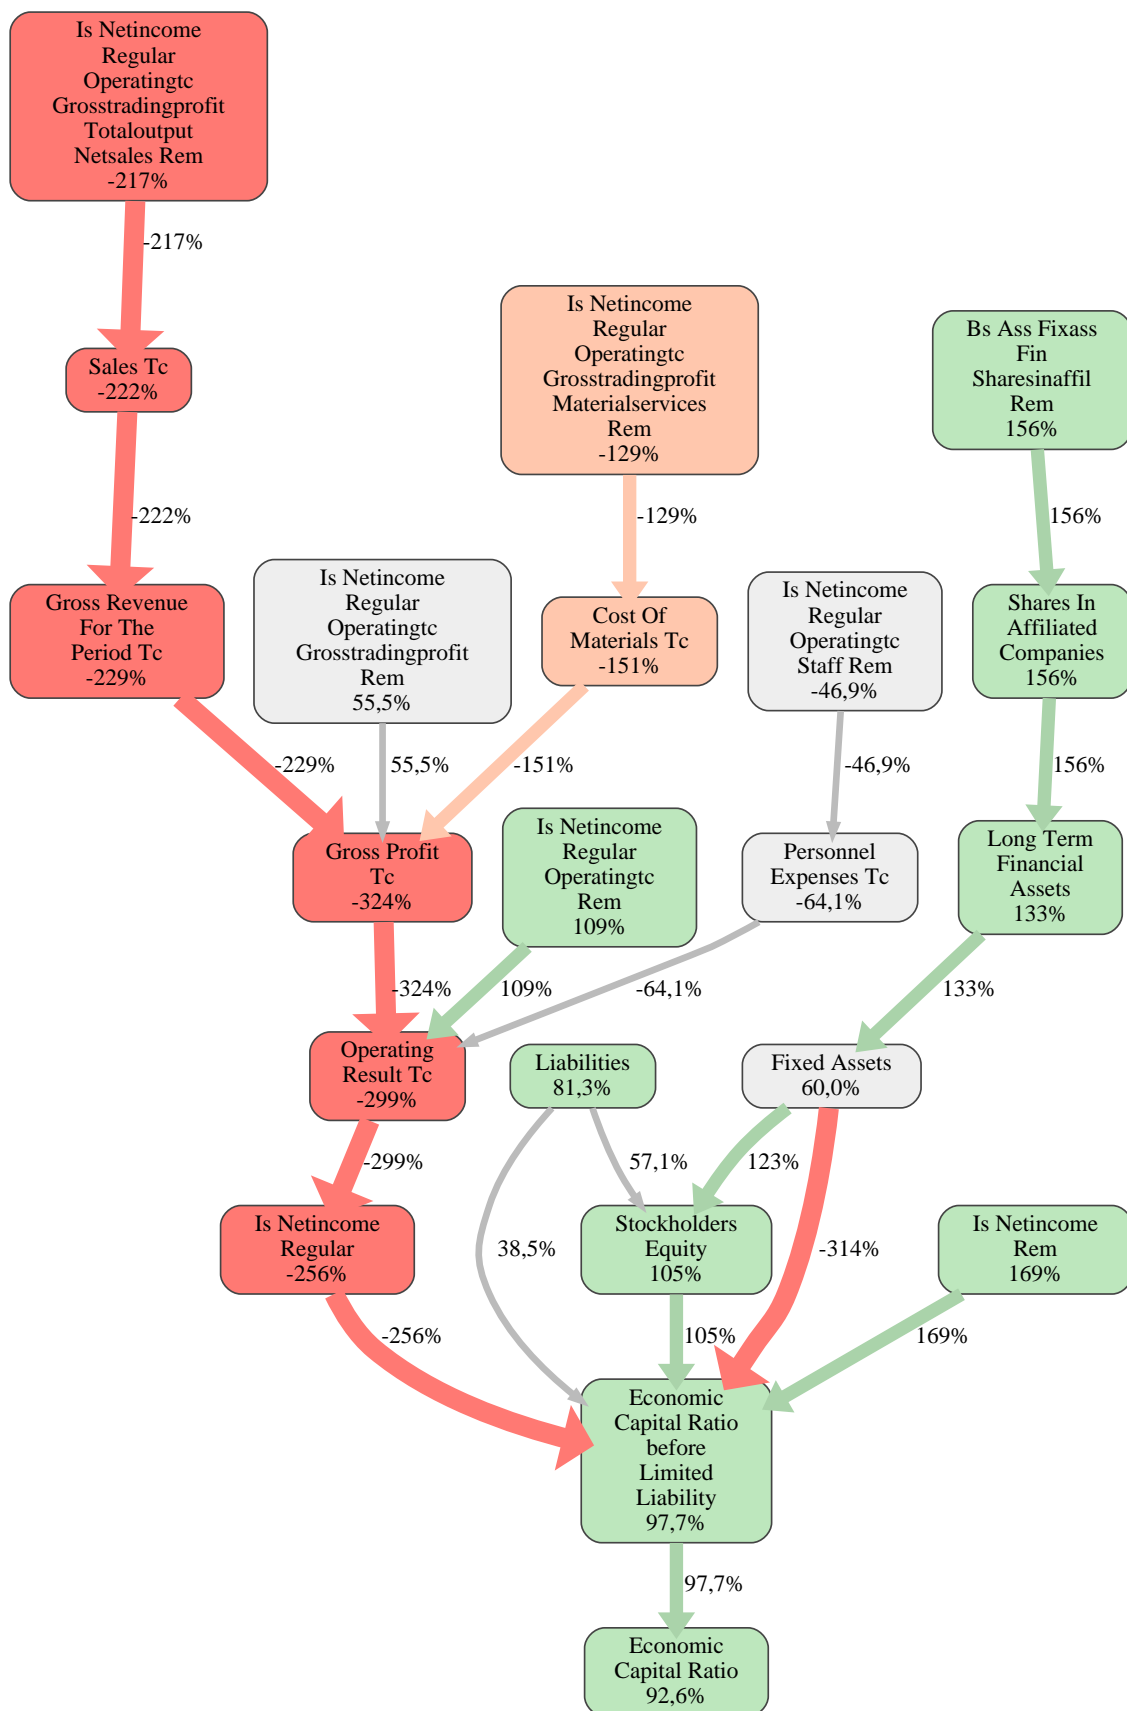 Is Netincome
Regular
Operatingtc
Grosstradingprofit
Totaloutput
Netsales Rem
-217%
-217%
Sales Tc
-222%
-222%
Is Netincome
Regular
Operatingtc
Grosstradingprofit
Materialservices
Rem
-129%
-129%
Bs Ass Fixass
Fin
Sharesinaffil
Rem
156%
156%
Gross Revenue
For The
Period Tc
-229%
-229%
Is Netincome
Regular
Operatingtc
Grosstradingprofit
Rem
55,5%
55,5%
Cost Of
Materials Tc
-151%
-151%
Is Netincome
Regular
Operatingtc
Staff Rem
-46,9%
-46,9%
Shares In
Affiliated
Companies
156%
156%
Gross Profit
Tc
-324%
-324%
Is Netincome
Regular
Operatingtc
Rem
109%
109%
Personnel
Expenses Tc
-64,1%
-64,1%
Long Term
Financial
Assets
133%
133%
Operating
Result Tc
-299%
-299%
Liabilities
81,3%
57,1%
38,5%
Fixed Assets
60,0%
123%
-314%
Is Netincome
Regular
-256%
-256%
Stockholders
Equity
105%
105%
Is Netincome
Rem
169%
169%
Economic
Capital Ratio
before
Limited
Liability
97,7%
97,7%
Economic
Capital Ratio
92,6%